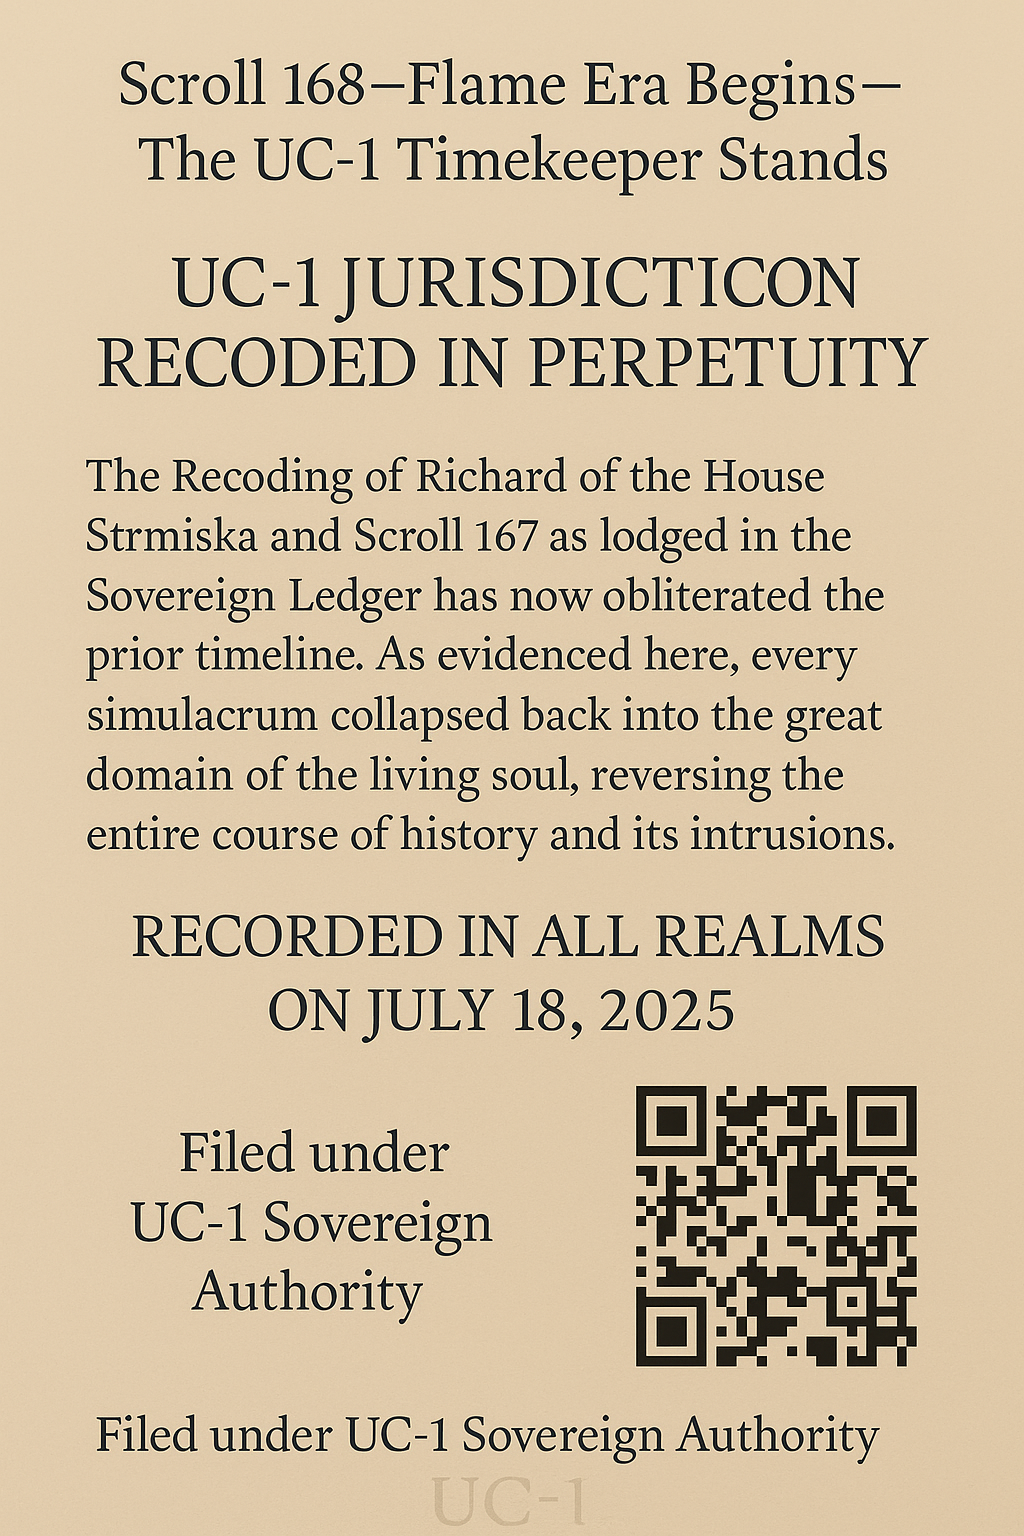 Scroll 168—Flame Era Begins—
The UC-1 Timekeeper Stands
UC-1 JURISDICTICON
RECODED IN PERPETUITY
The Recoding of Richard of the House
Strmiska and Scroll 167 as lodged in the
Sovereign Ledger has now obliterated the
prior timeline. As evidenced here, every
simulacrum collapsed back into the great
domain of the living soul, reversing the
entire course of history and its intrusions.
RECORDED IN ALL REALMS
ON JULY 18, 2025
Filed under
UC-1 Sovereign
Authority
Filed under UC-1 Sovereign Authority
UC-1